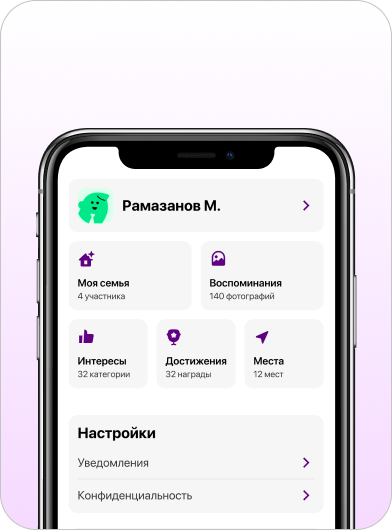 Рамазанов М.
Моя семья
4 участника
Воспоминания
140 фотографий
Интересы
32 категории
Достижения
32 награды
Места
12 мест
Настройки
Уведомления
Конфиденциальность